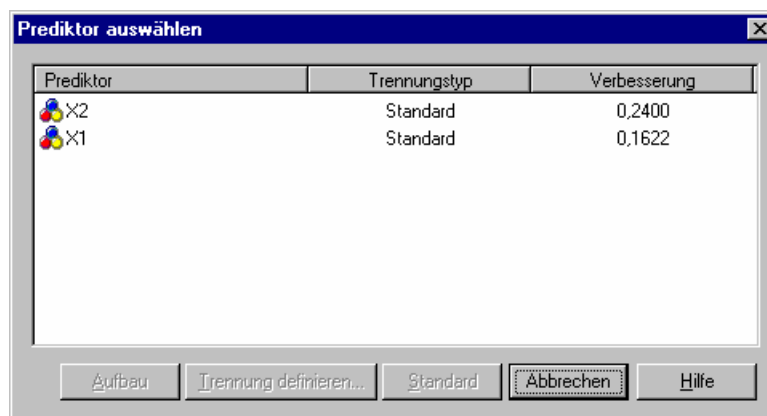 Prediktor auswählen
Prediktor Trennungstyp Verbesserung
X2 Standard 0,2400
X1 Standard 0,1622
Aufbau Trennung definieren... Standard Abbrechen Hilfe